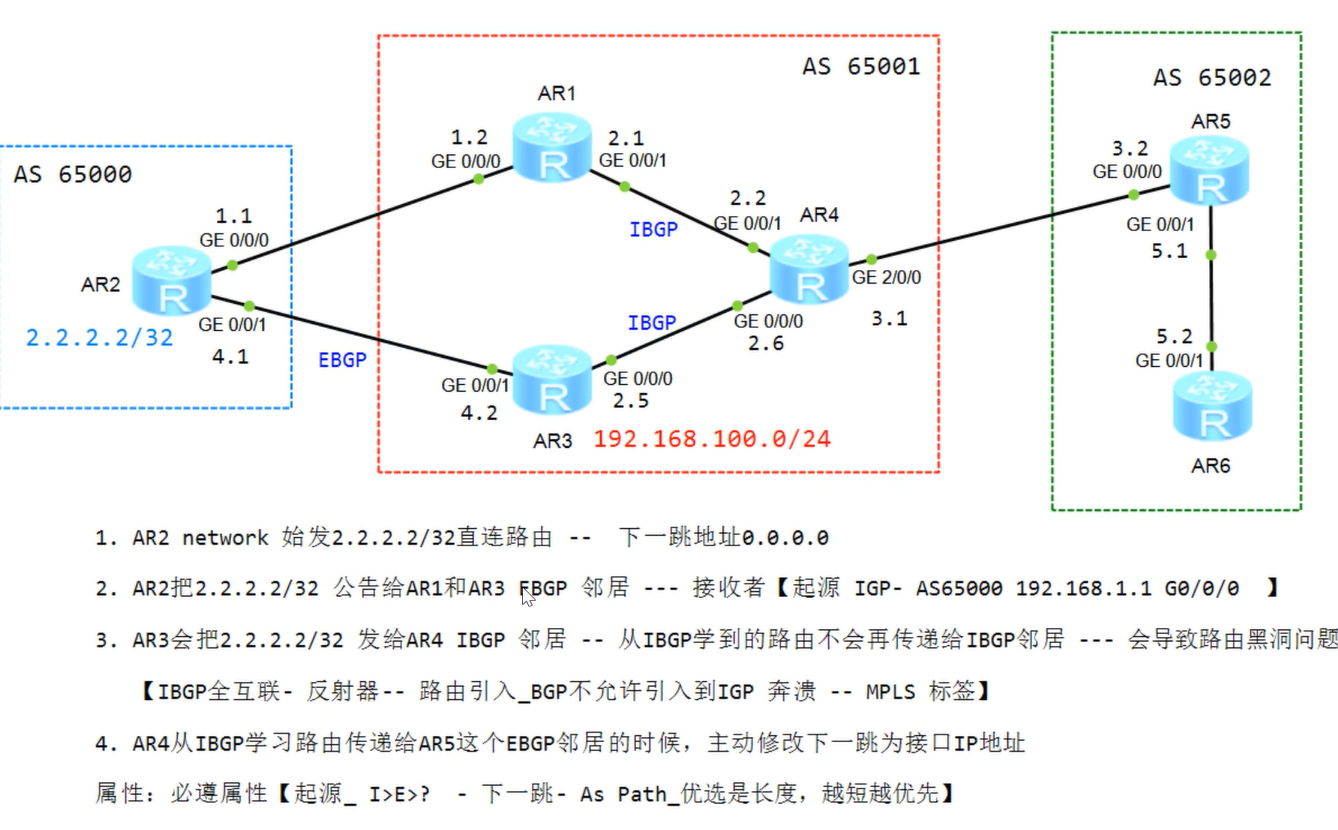 AS 65001
AS 65002
AR1
AR5
1.2
GE 0/0/0
2.1
GE 0/0/1
3.2
GE 0/0/0
AS 65000
2.2
GE 0/0/1
AR4
1.1
GE 0/0/0
IBGP
GE 0/0/1
5.1
AR2
R
GE 2/0/0
3.1
GE 0/0/1
4.1
2.2.2.2/32
EBGP
IBGP
GE 0/0/0
2.6
5.2
GE 0/0/1
GE 0/0/1
4.2
GE 0/0/0
2.5
AR3
192.168.100.0/24
AR6
1. AR2 network 始发2.2.2.2/32直连路由 -- 下一跳地址0.0.0.0
2. AR2把2.2.2.2/32 公告给AR1和AR3 EBGP 邻居 --- 接收者【起源 IGP- AS65000 192.168.1.1 G0/0/0 】
3. AR3会把2.2.2.2/32 发给AR4 IBGP 邻居 -- 从IBGP学到的路由不会再传递给IBGP邻居 --- 会导致路由黑洞问题
【IBGP全互联- 反射器-- 路由引入_BGP不允许引入到IGP 奔溃 -- MPLS 标签】
4. AR4从IBGP学习路由传递给AR5这个EBGP邻居的时候，主动修改下一跳为接口IP地址
属性：必遵属性【起源_ I>E>? - 下一跳- As Path_优选是长度，越短越优先】